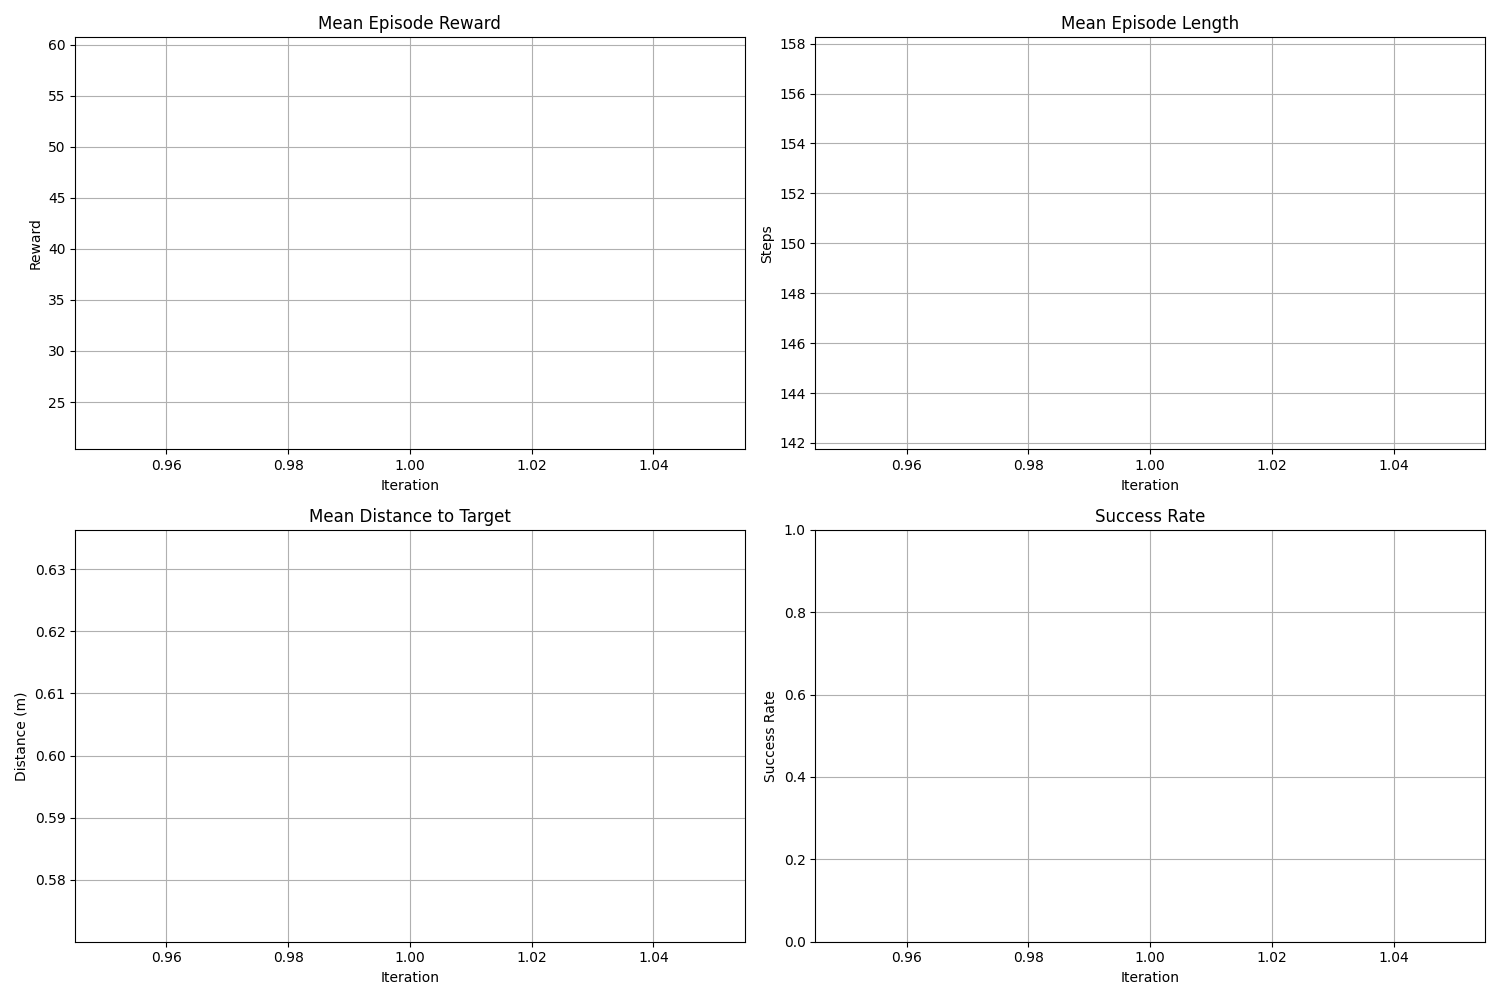 Mean Episode Reward
60
55
50
45
40
35
30
25
Reward
0.96 0.98 1.00 1.02 1.04
Iteration
Mean Episode Length
158
156
154
152
150
148
146
144
142
Steps
0.96 0.98 1.00 1.02 1.04
Iteration
Mean Distance to Target
0.63
0.62
0.61
0.60
0.59
0.58
Distance (m)
0.96 0.98 1.00 1.02 1.04
Iteration
Success Rate
1.0
0.8
0.6
0.4
0.2
0.0
Success Rate
0.96 0.98 1.00 1.02 1.04
Iteration